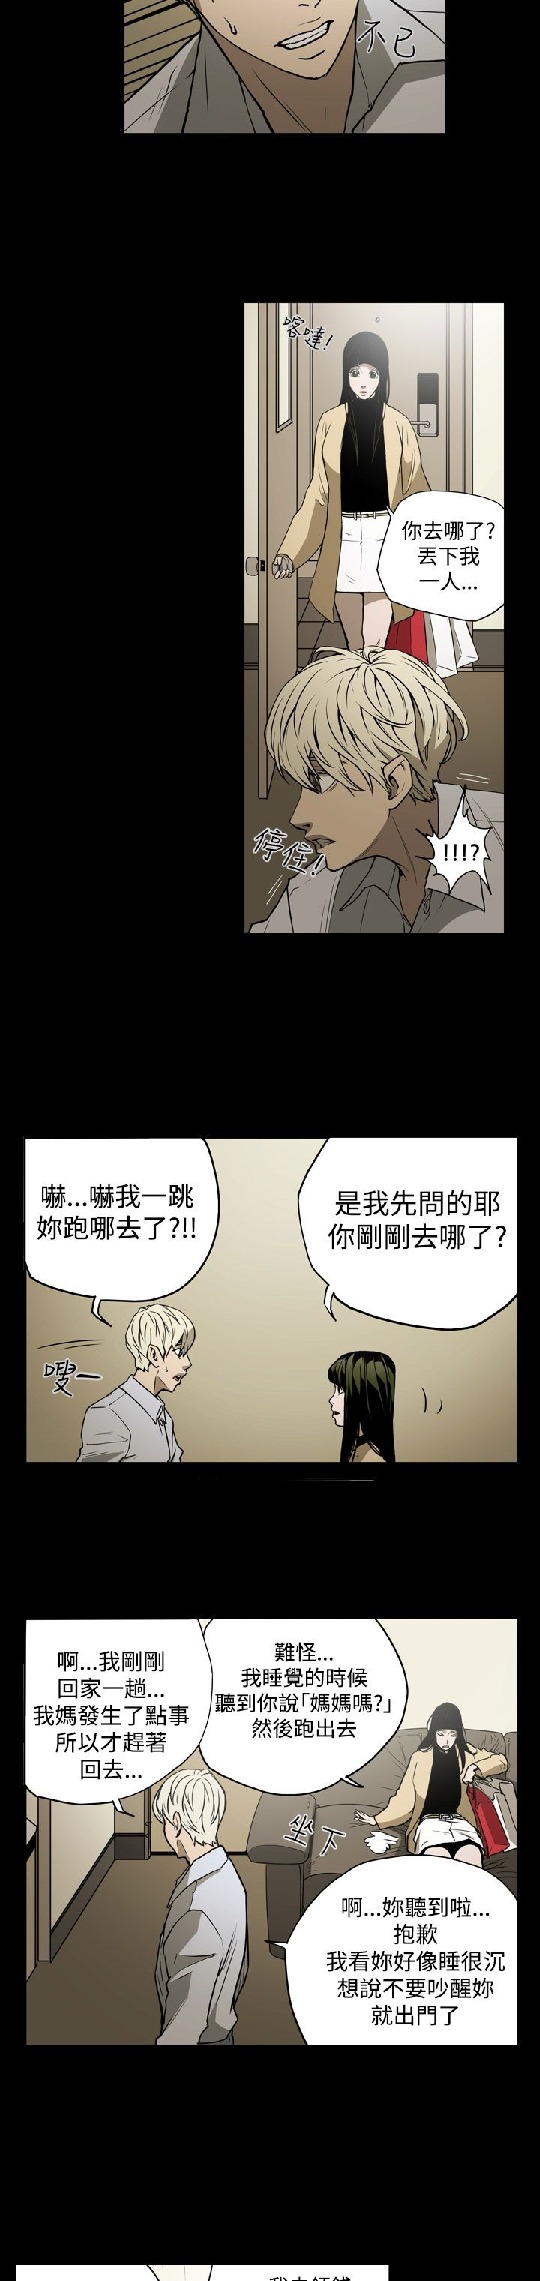 不已
喀噠!
你去哪了?
丟下我
一人...
停住!
!!!?
嚇...嚇我一跳
妳跑哪去了?!!
是我先問的耶
你剛剛去哪了?
嗖一
啊...我剛剛
回家一趟...
我媽發生了點事
所以才趕著
回去...
難怪...
我睡覺的時候
聽到你說「媽媽嗎?」
然後跑出去
坐下
啊...妳聽到啦...
抱歉
我看妳好像睡很沉
想說不要吵醒妳
就出門了